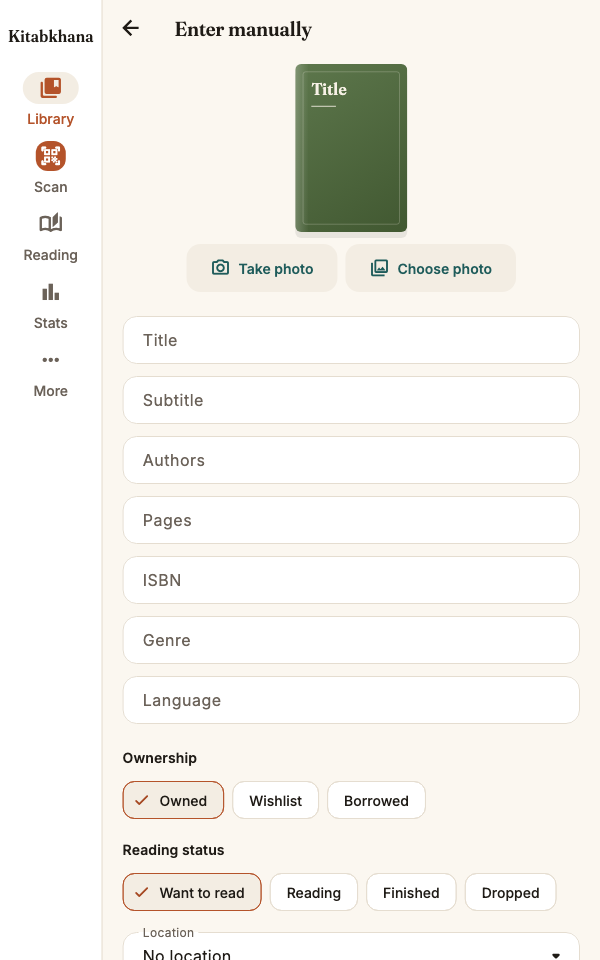 Kitabkhana
Library
Scan
Reading
Stats
More
Enter manually
Title
Take photo
Choose photo
Title
Subtitle
Authors
Pages
ISBN
Genre
Language
Ownership
Owned
Wishlist
Borrowed
Reading status
Want to read
Reading
Finished
Dropped
Location
No location